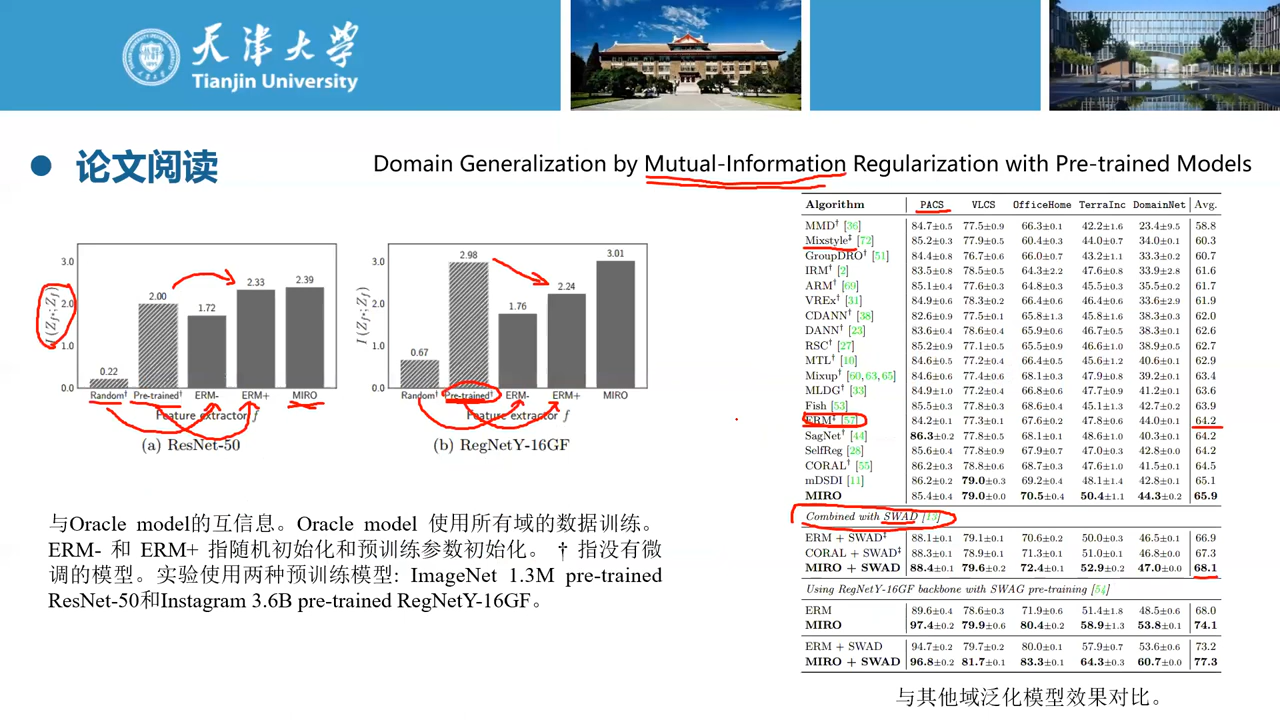 天津大学
Tianjin University
论文阅读
Domain Generalization by Mutual-Information Regularization with Pre-trained Models
3.0
2.0
1.0
0.0
I(Zf*;Zf)
0.22
2.00
1.72
2.33
2.39
Random† Pre-trained† ERM- ERM+ MIRO
Feature extractor f
(a) ResNet-50
3.0
2.0
1.0
0.0
I(Zf*;Zf)
0.67
2.98
1.76
2.24
3.01
Random† Pre-trained† ERM- ERM+ MIRO
Feature extractor f
(b) RegNetY-16GF
与Oracle model的互信息。Oracle model 使用所有域的数据训练。
ERM- 和 ERM+ 指随机初始化和预训练参数初始化。 † 指没有微
调的模型。实验使用两种预训练模型: ImageNet 1.3M pre-trained
ResNet-50和Instagram 3.6B pre-trained RegNetY-16GF。
Algorithm PACS VLCS OfficeHome TerraInc DomainNet Avg.
MMD† [36] 84.7±0.5 77.5±0.9 66.3±0.1 42.2±1.6 23.4±9.5 58.8
Mixstyle‡ [72] 85.2±0.3 77.9±0.5 60.4±0.3 44.0±0.7 34.0±0.1 60.3
GroupDRO† [51] 84.4±0.8 76.7±0.6 66.0±0.7 43.2±1.1 33.3±0.2 60.7
IRM† [2] 83.5±0.8 78.5±0.5 64.3±2.2 47.6±0.8 33.9±2.8 61.6
ARM† [69] 85.1±0.4 77.6±0.3 64.8±0.3 45.5±0.3 35.5±0.2 61.7
VREx† [31] 84.9±0.6 78.3±0.2 66.4±0.6 46.4±0.6 33.6±2.9 61.9
CDANN† [38] 82.6±0.9 77.5±0.1 65.8±1.3 45.8±1.6 38.3±0.3 62.0
DANN† [23] 83.6±0.4 78.6±0.4 65.9±0.6 46.7±0.5 38.3±0.1 62.6
RSC† [27] 85.2±0.9 77.1±0.5 65.5±0.9 46.6±1.0 38.9±0.5 62.7
MTL† [10] 84.6±0.5 77.2±0.4 66.4±0.5 45.6±1.2 40.6±0.1 62.9
Mixup† [60,63,65] 84.6±0.6 77.4±0.6 68.1±0.3 47.9±0.8 39.2±0.1 63.4
MLDG† [33] 84.9±1.0 77.2±0.4 66.8±0.6 47.7±0.9 41.2±0.1 63.6
Fish [53] 85.5±0.3 77.8±0.3 68.6±0.4 45.1±1.3 42.7±0.2 63.9
ERM‡ [57] 84.2±0.1 77.3±0.1 67.6±0.2 47.8±0.6 44.0±0.1 64.2
SagNet† [44] 86.3±0.2 77.8±0.5 68.1±0.1 48.6±1.0 40.3±0.1 64.2
SelfReg [28] 85.6±0.4 77.8±0.9 67.9±0.7 47.0±0.3 42.8±0.0 64.2
CORAL† [55] 86.2±0.3 78.8±0.6 68.7±0.3 47.6±1.0 41.5±0.1 64.5
mDSDI [11] 86.2±0.2 79.0±0.3 69.2±0.4 48.1±1.4 42.8±0.1 65.1
MIRO 85.4±0.4 79.0±0.0 70.5±0.4 50.4±1.1 44.3±0.2 65.9
Combined with SWAD [13]
ERM + SWAD‡ 88.1±0.1 79.1±0.1 70.6±0.2 50.0±0.3 46.5±0.1 66.9
CORAL + SWAD‡ 88.3±0.1 78.9±0.1 71.3±0.1 51.0±0.1 46.8±0.0 67.3
MIRO + SWAD 88.4±0.1 79.6±0.2 72.4±0.1 52.9±0.2 47.0±0.0 68.1
Using RegNetY-16GF backbone with SWAG pre-training [54]
ERM 89.6±0.4 78.6±0.3 71.9±0.6 51.4±1.8 48.5±0.6 68.0
MIRO 97.4±0.2 79.9±0.6 80.4±0.2 58.9±1.3 53.8±0.1 74.1
ERM + SWAD 94.7±0.2 79.7±0.2 80.0±0.1 57.9±0.7 53.6±0.6 73.2
MIRO + SWAD 96.8±0.2 81.7±0.1 83.3±0.1 64.3±0.3 60.7±0.0 77.3
与其他域泛化模型效果对比。